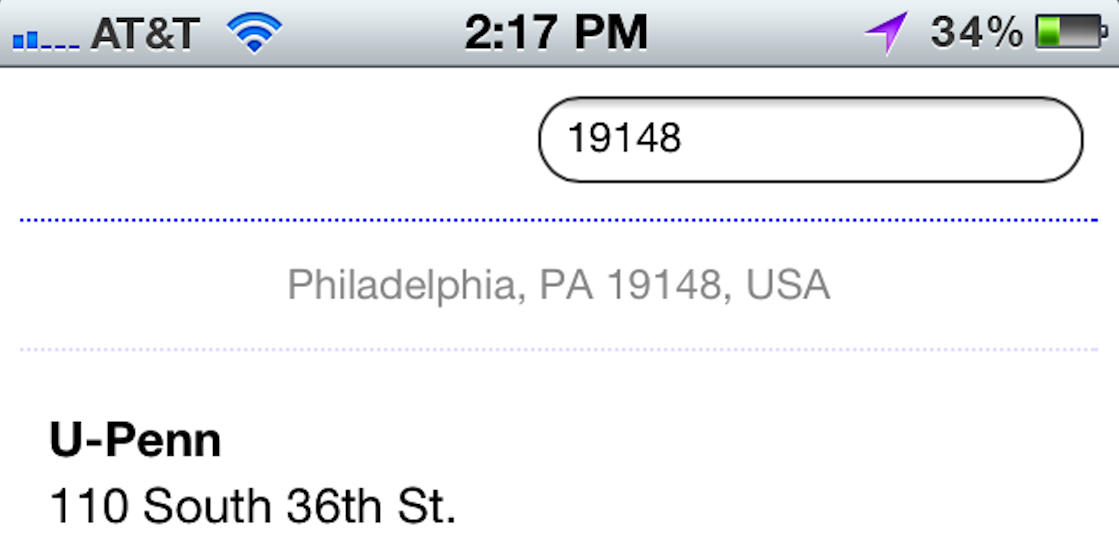 AT&T 2:17 PM 34%
19148
Philadelphia, PA 19148, USA
U-Penn
110 South 36th St.